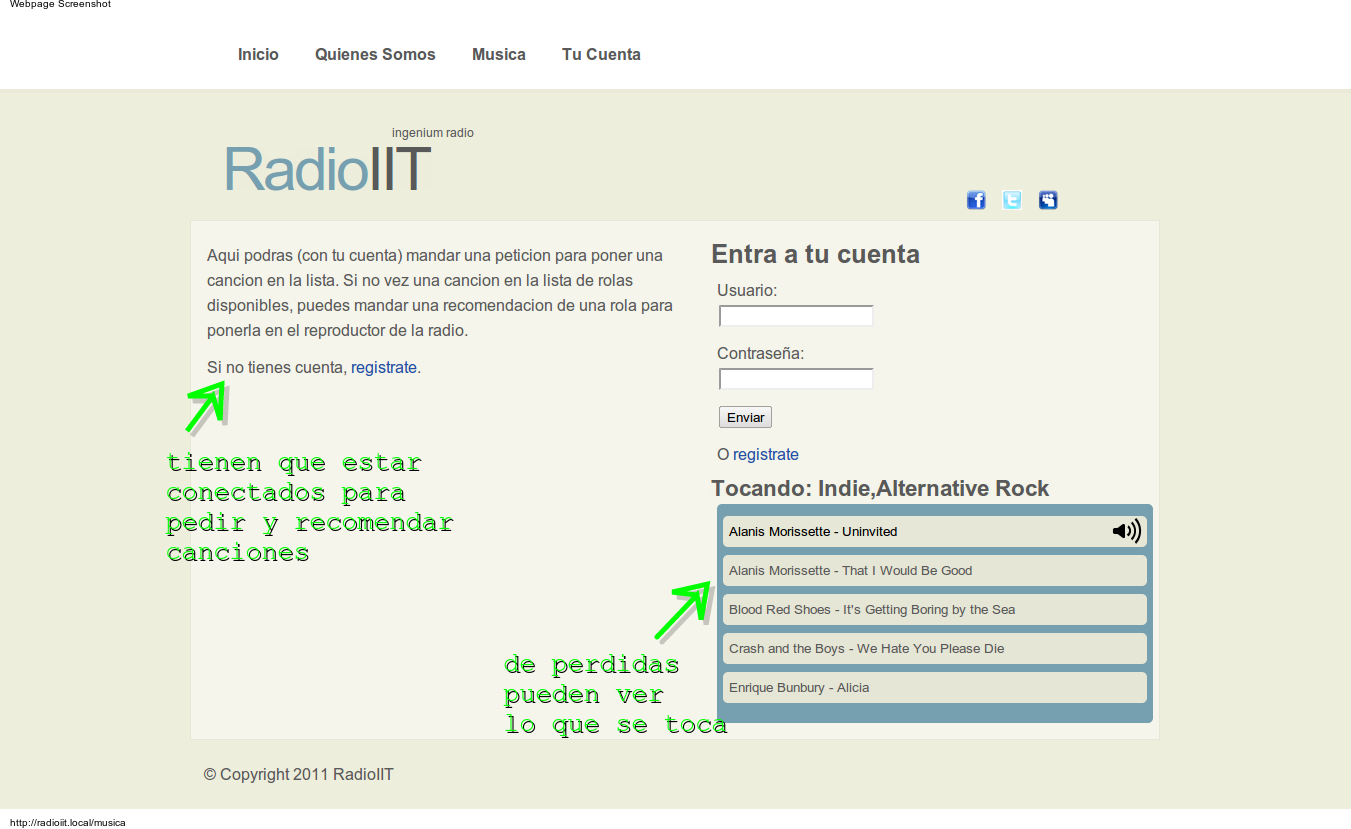 Webpage Screenshot
Inicio Quienes Somos Musica Tu Cuenta
ingenium radio
RadioIIT
Aqui podras (con tu cuenta) mandar una peticion para poner una
cancion en la lista. Si no vez una cancion en la lista de rolas
disponibles, puedes mandar una recomendacion de una rola para
ponerla en el reproductor de la radio.
Si no tienes cuenta, registrate.
tienen que estar
conectados para
pedir y recomendar
canciones
Entra a tu cuenta
Usuario:
Contraseña:
Enviar
O registrate
Tocando: Indie,Alternative Rock
Alanis Morissette - Uninvited
Alanis Morissette - That I Would Be Good
Blood Red Shoes - It's Getting Boring by the Sea
Crash and the Boys - We Hate You Please Die
Enrique Bunbury - Alicia
de perdidas
pueden ver
lo que se toca
© Copyright 2011 RadioIIT
http://radioiit.local/musica